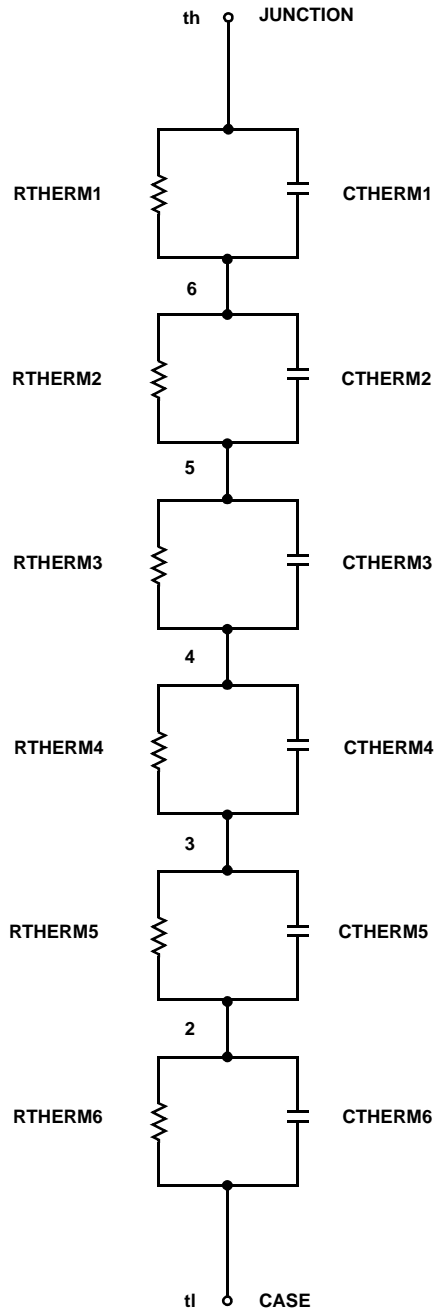 th JUNCTION
RTHERM1 CTHERM1
6
RTHERM2 CTHERM2
5
RTHERM3 CTHERM3
4
RTHERM4 CTHERM4
3
RTHERM5 CTHERM5
2
RTHERM6 CTHERM6
tl CASE